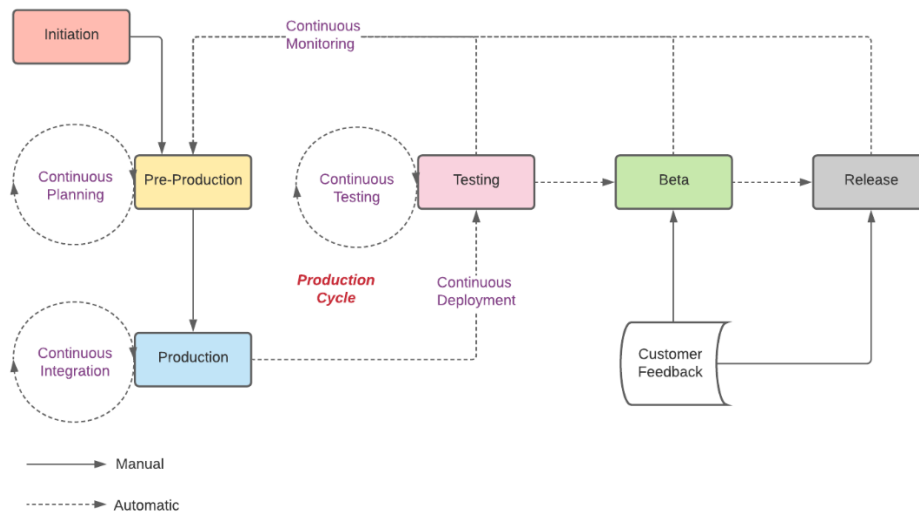 Initiation
Continuous
Monitoring
Continuous
Planning
Pre-Production
Continuous
Testing
Testing
Beta
Release
Production
Cycle
Continuous
Deployment
Continuous
Integration
Production
Customer
Feedback
Manual
Automatic